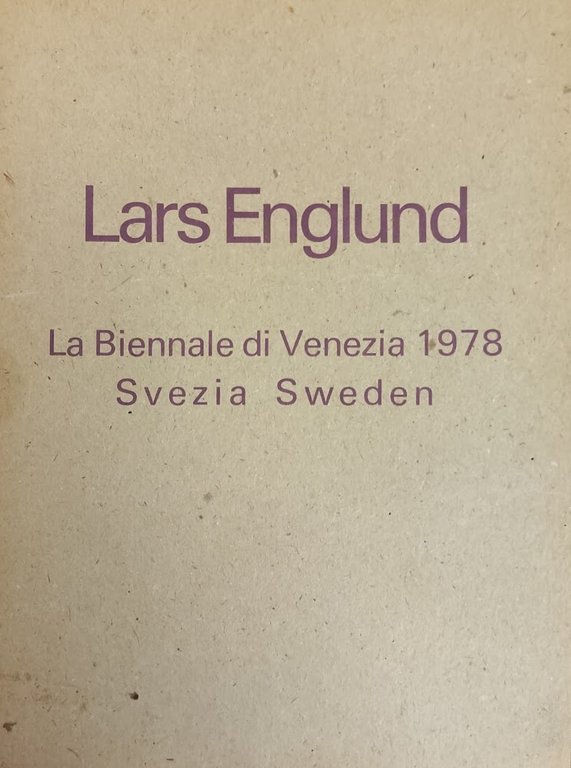 Lars Englund
La Biennale di Venezia 1978
Svezia Sweden